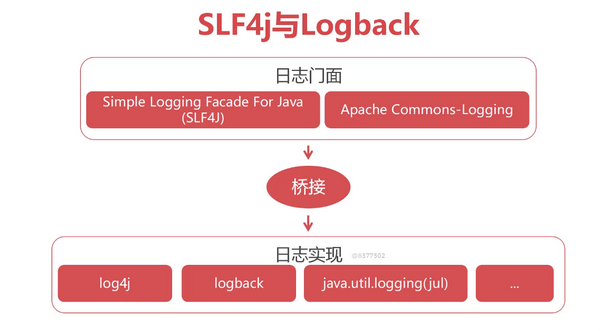 SLF4j与Logback
日志门面
Simple Logging Facade For Java
(SLF4J)
Apache Commons-Logging
桥接
日志实现
@8877302
log4j
logback
java.util.logging(jul)
...